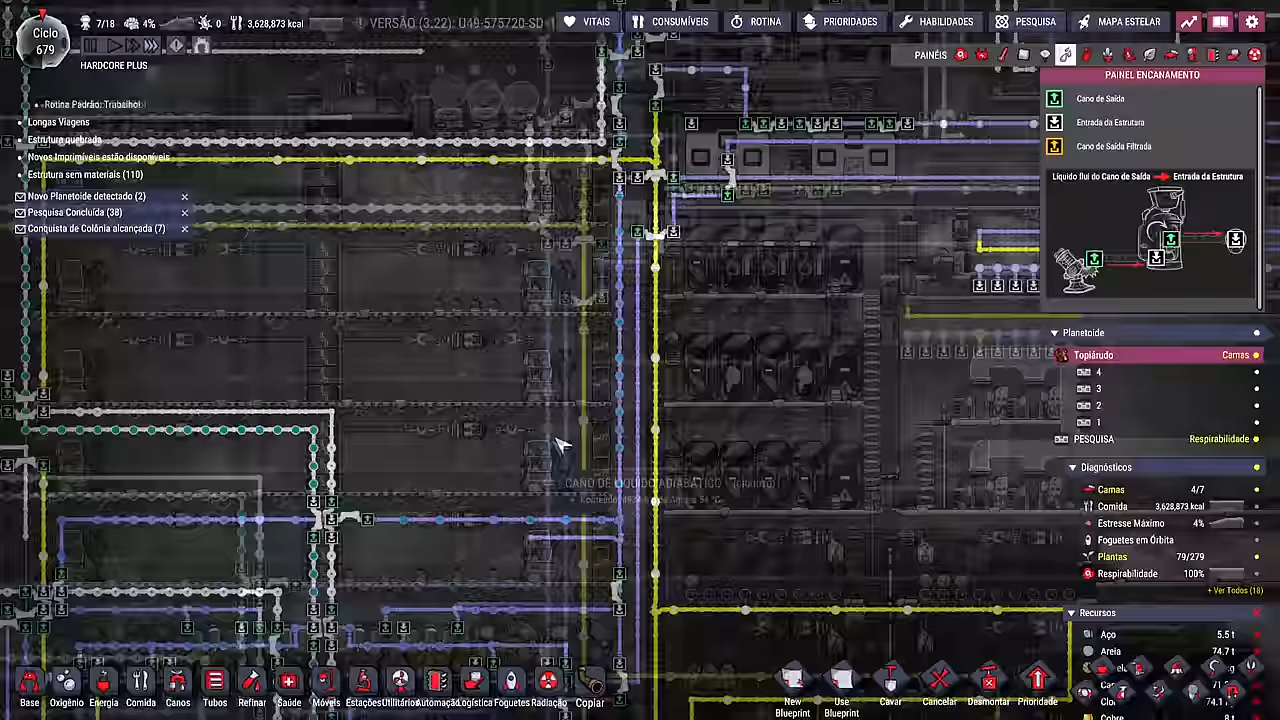 Ciclo
679
7/18
4%
0
3,628,873 kcal
VERSÃO (3.22): U49-575720-SD
VITAIS
CONSUMÍVEIS
ROTINA
PRIORIDADES
HABILIDADES
PESQUISA
MAPA ESTELAR
HARDCORE PLUS
PAINÉIS
PAINEL ENCANAMENTO
Cano de Saída
Entrada da Estrutura
Cano de Saída Filtrada
Líquido flui do Cano de Saída
Entrada da Estrutura
Rotina Padrão: Trabalho!
Longas Viagens
Estrutura quebrada
Novos Imprimíveis estão disponíveis
Estrutura sem materiais (110)
Novo Planetoide detectado (2)
Pesquisa Concluída (38)
Conquista de Colônia alcançada (7)
Planetoide
Topiárudo
Camas
4
3
2
1
PESQUISA
Respirabilidade
Diagnósticos
Camas
4/7
Comida
3,628,873 kcal
Estresse Máximo
4%
Foguetes em Órbita
Plantas
79/279
Respirabilidade
100%
+ Ver Todos (18)
Recursos
Aço
5.5 t
Areia
74.7 t
CANO DE LÍQUIDO ADIABÁTICO
Base
Oxigênio
Energia
Comida
Canos
Tubos
Refinar
Saúde
Móveis
Estações
Utilitários
Automação
Logística
Foguetes
Radiação
Copiar
New
Blueprint
Use
Blueprint
Cavar
Cancelar
Desmontar
Prioridade